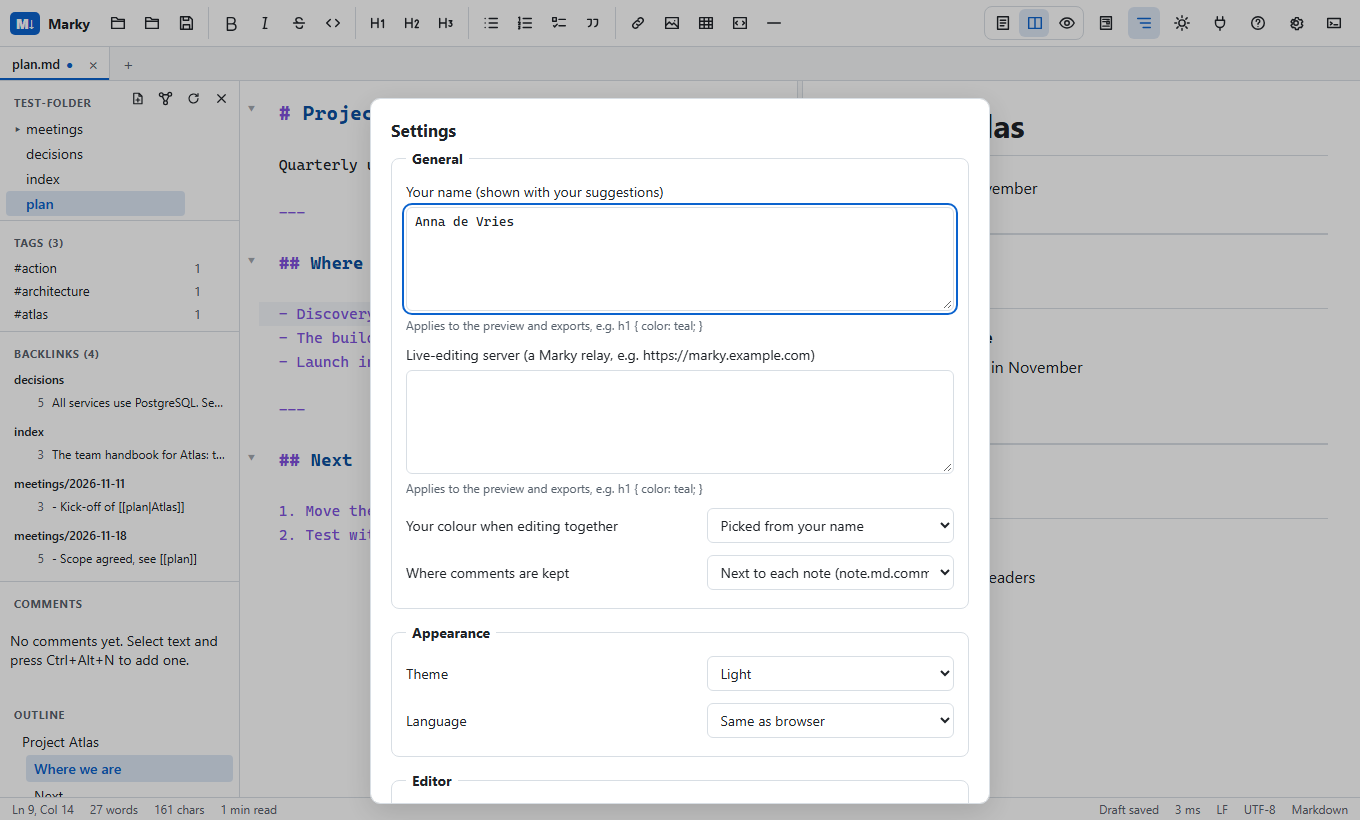 M↓ Marky
B I S <> H1 H2 H3
plan.md ● × +
TEST-FOLDER
meetings
decisions
index
plan
TAGS (3)
#action 1
#architecture 1
#atlas 1
BACKLINKS (4)
decisions
5 All services use PostgreSQL. Se...
index
3 The team handbook for Atlas: t...
meetings/2026-11-11
3 - Kick-off of [[plan|Atlas]]
meetings/2026-11-18
5 - Scope agreed, see [[plan]]
COMMENTS
No comments yet. Select text and
press Ctrl+Alt+N to add one.
OUTLINE
Project Atlas
Where we are
Next
# Projec
Quarterly
---
## Where
- Discovery
- The buil
- Launch in
---
## Next
1. Move the
2. Test wi
Settings
General
Your name (shown with your suggestions)
Anna de Vries
Applies to the preview and exports, e.g. h1 { color: teal; }
Live-editing server (a Marky relay, e.g. https://marky.example.com)
Applies to the preview and exports, e.g. h1 { color: teal; }
Your colour when editing together
Picked from your name
Where comments are kept
Next to each note (note.md.comm
Appearance
Theme
Light
Language
Same as browser
Editor
las
vember
e
in November
eaders
Ln 9, Col 14 27 words 161 chars 1 min read
Draft saved 3 ms LF UTF-8 Markdown